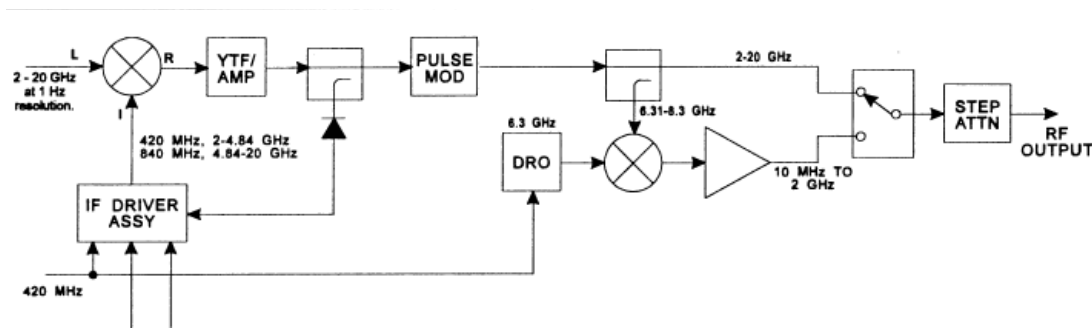 L
2 - 20 GHz
at 1 Hz
resolution.
R
I
YTF/
AMP
PULSE
MOD
2-20 GHz
6.31-8.3 GHz
6.3 GHz
DRO
10 MHz TO
2 GHz
STEP
ATTN
RF
OUTPUT
420 MHz, 2-4.84 GHz
840 MHz, 4.84-20 GHz
IF DRIVER
ASSY
420 MHz